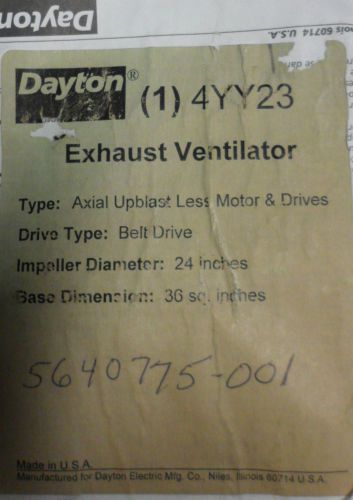 Dayton
ois 60714 U.S.A.
Dayton®
(1) 4YY23
Exhaust Ventilator
Type: Axial Upblast Less Motor & Drives
Drive Type: Belt Drive
Impeller Diameter: 24 inches
Base Dimension: 36 sq. inches
5640775-001
Made in U.S.A.
Manufactured for Dayton Electric Mfg. Co., Niles, Illinois 60714 U.S.A.